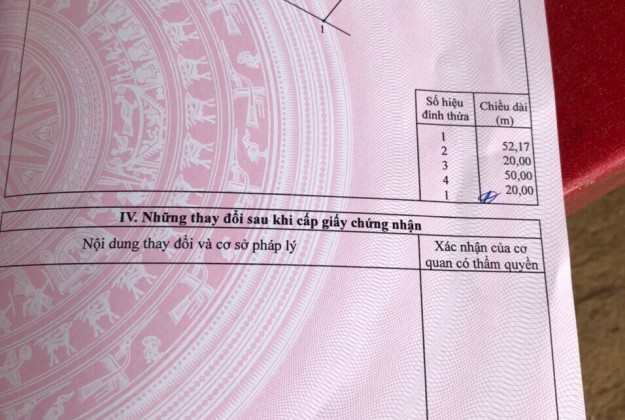 1
Số hiệu Chiều dài
đỉnh thửa (m)
1
52,17
2
20,00
3
50,00
4
20,00
1
IV. Những thay đổi sau khi cấp giấy chứng nhận
Nội dung thay đổi và cơ sở pháp lý
Xác nhận của cơ
quan có thẩm quyền